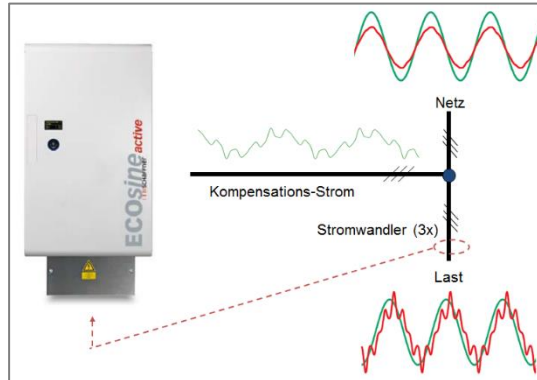 Netz
Kompensations-Strom
Stromwandler (3x)
Last
ECOsine active
SCHAFFNER